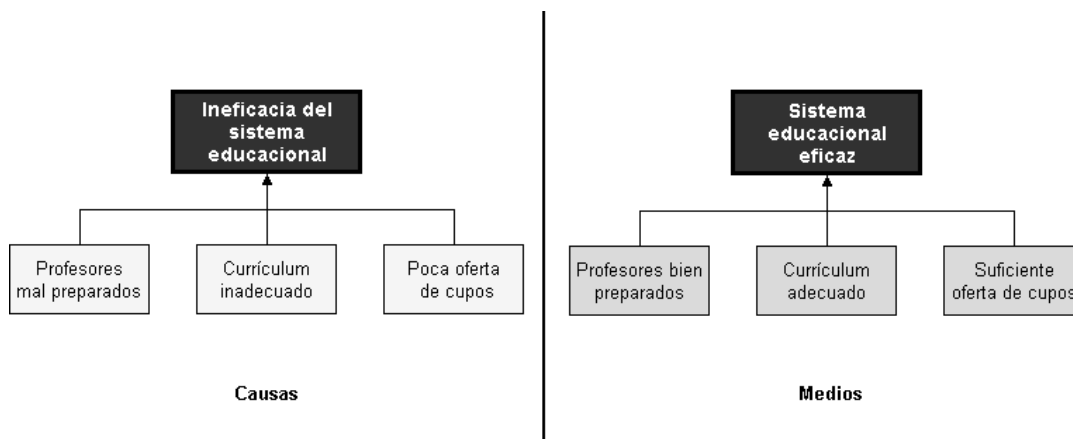 Ineficacia del
sistema
educacional
Profesores
mal preparados
Currículum
inadecuado
Poca oferta
de cupos
Causas
Sistema
educacional
eficaz
Profesores bien
preparados
Currículum
adecuado
Suficiente
oferta de cupos
Medios